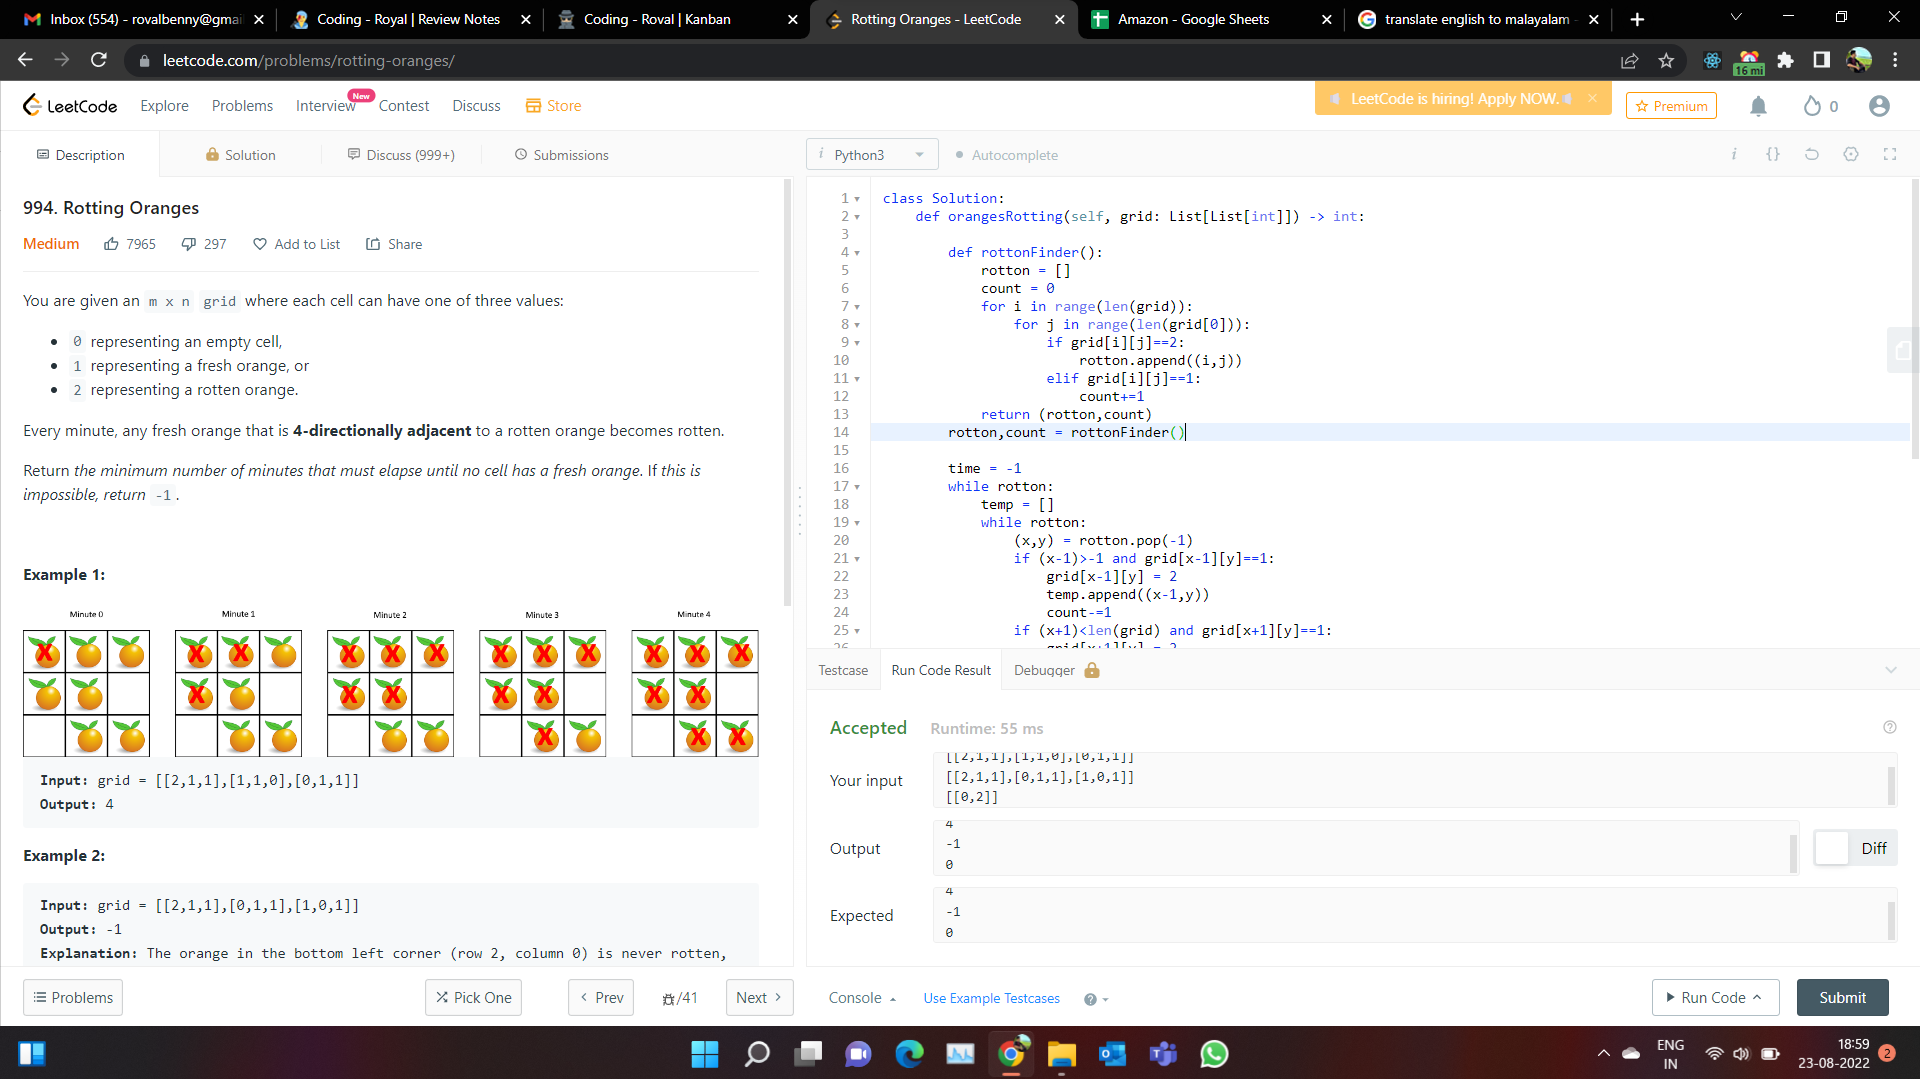 Inbox (554) - rovalbenny@gmai
Coding - Royal | Review Notes
Coding - Roval | Kanban
Rotting Oranges - LeetCode
Amazon - Google Sheets
translate english to malayalam -
leetcode.com/problems/rotting-oranges/
16 mi
LeetCode
Explore
Problems
Interview
New
Contest
Discuss
Store
LeetCode is hiring! Apply NOW.
Premium
0
Description
Solution
Discuss (999+)
Submissions
i Python3
Autocomplete
994. Rotting Oranges
Medium
7965
297
Add to List
Share
You are given an m x n grid where each cell can have one of three values:
0 representing an empty cell,
1 representing a fresh orange, or
2 representing a rotten orange.
Every minute, any fresh orange that is 4-directionally adjacent to a rotten orange becomes rotten.
Return the minimum number of minutes that must elapse until no cell has a fresh orange. If this is
impossible, return -1.
Example 1:
Minute 0
Minute 1
Minute 2
Minute 3
Minute 4
Input: grid = [[2,1,1],[1,1,0],[0,1,1]]
Output: 4
Example 2:
Input: grid = [[2,1,1],[0,1,1],[1,0,1]]
Output: -1
Explanation: The orange in the bottom left corner (row 2, column 0) is never rotten,
Problems
Pick One
Prev
/41
Next
1 class Solution:
2 def orangesRotting(self, grid: List[List[int]]) -> int:
3
4 def rottonFinder():
5 rotton = []
6 count = 0
7 for i in range(len(grid)):
8 for j in range(len(grid[0])):
9 if grid[i][j]==2:
10 rotton.append((i,j))
11 elif grid[i][j]==1:
12 count+=1
13 return (rotton,count)
14 rotton,count = rottonFinder()
15
16 time = -1
17 while rotton:
18 temp = []
19 while rotton:
20 (x,y) = rotton.pop(-1)
21 if (x-1)>-1 and grid[x-1][y]==1:
22 grid[x-1][y] = 2
23 temp.append((x-1,y))
24 count-=1
25 if (x+1)<len(grid) and grid[x+1][y]==1:
26 grid[x+1][y] = 2
Testcase
Run Code Result
Debugger
Accepted
Runtime: 55 ms
Your input
[[2,1,1],[1,1,0],[0,1,1]]
[[2,1,1],[0,1,1],[1,0,1]]
[[0,2]]
Output
4
-1
0
Diff
Expected
4
-1
0
Console
Use Example Testcases
Run Code
Submit
ENG
IN
18:59
23-08-2022
2